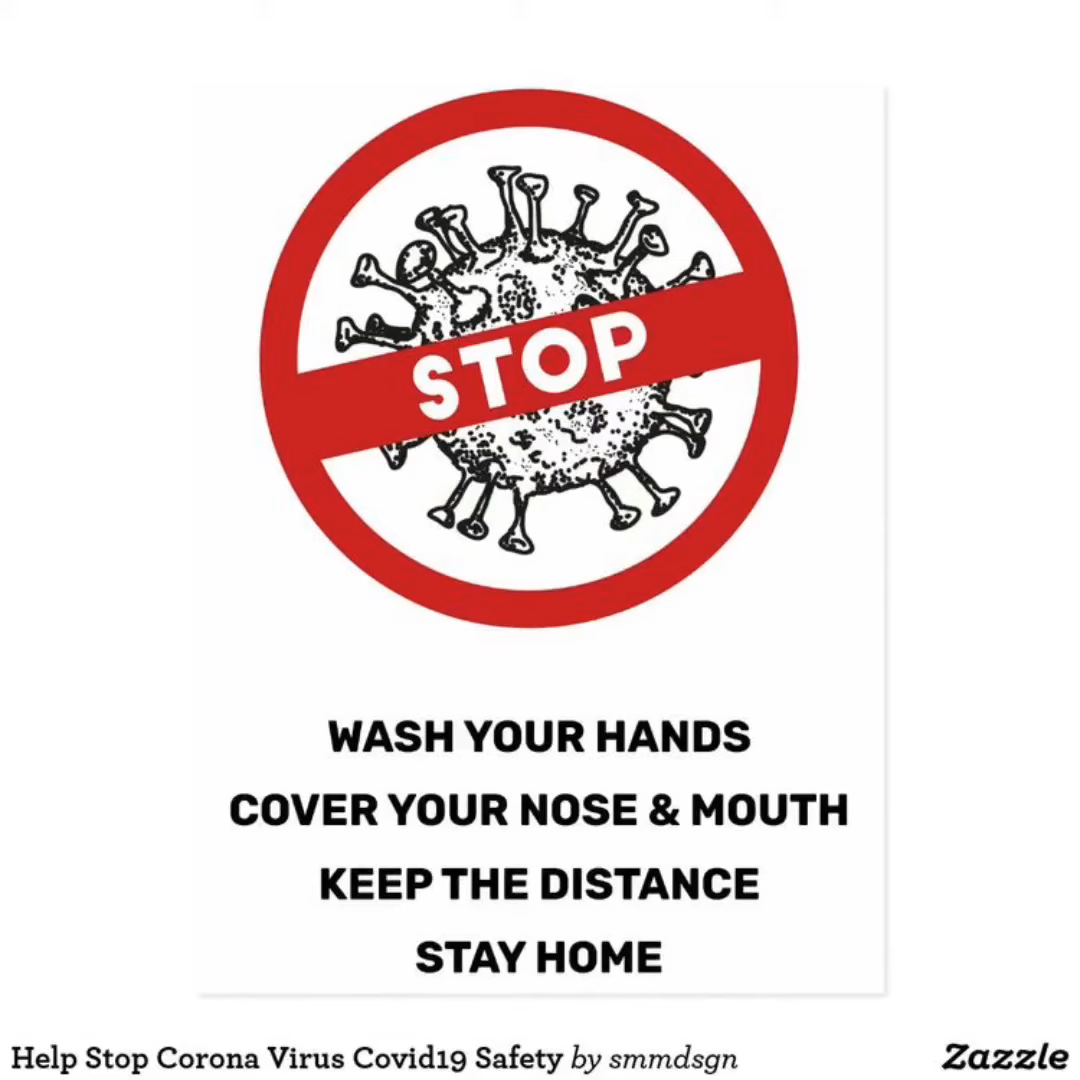 STOP
WASH YOUR HANDS
COVER YOUR NOSE & MOUTH
KEEP THE DISTANCE
STAY HOME
Help Stop Corona Virus Covid19 Safety by smmdsgn
Zazzle